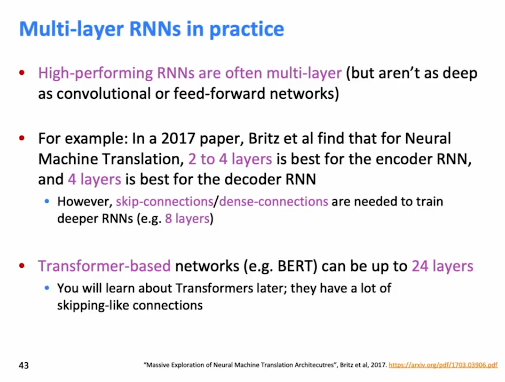 Multi-layer RNNs in practice
• High-performing RNNs are often multi-layer (but aren't as deep
as convolutional or feed-forward networks)
• For example: In a 2017 paper, Britz et al find that for Neural
Machine Translation, 2 to 4 layers is best for the encoder RNN,
and 4 layers is best for the decoder RNN
• However, skip-connections/dense-connections are needed to train
deeper RNNs (e.g. 8 layers)
• Transformer-based networks (e.g. BERT) can be up to 24 layers
• You will learn about Transformers later; they have a lot of
skipping-like connections
43
"Massive Exploration of Neural Machine Translation Architecutres", Britz et al, 2017. https://arxiv.org/pdf/1703.03906.pdf